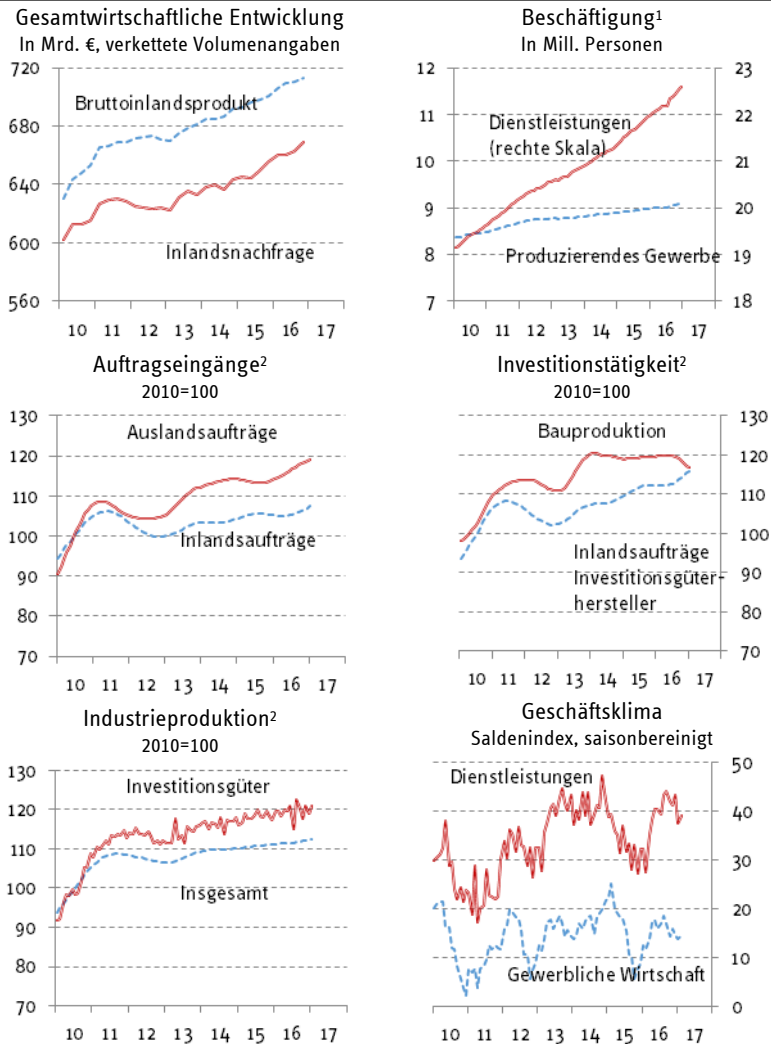 Gesamtwirtschaftliche Entwicklung
In Mrd. €, verkettete Volumenangaben
720
680
640
600
560
Bruttoinlandsprodukt
Inlandsnachfrage
10 11 12 13 14 15 16 17
Beschäftigung¹
In Mill. Personen
12
11
10
9
8
7
Dienstleistungen
(rechte Skala)
Produzierendes Gewerbe
23
22
21
20
19
18
10 11 12 13 14 15 16 17
Auftragseingänge²
2010=100
130
120
110
100
90
80
70
Auslandsaufträge
Inlandsaufträge
10 11 12 13 14 15 16 17
Investitionstätigkeit²
2010=100
Bauproduktion
Inlandsaufträge
Investitionsgüter-
hersteller
130
120
110
100
90
80
70
10 11 12 13 14 15 16 17
Industrieproduktion²
2010=100
130
120
110
100
90
80
70
Investitionsgüter
Insgesamt
10 11 12 13 14 15 16 17
Geschäftsklima
Saldenindex, saisonbereinigt
Dienstleistungen
Gewerbliche Wirtschaft
50
40
30
20
10
0
10 11 12 13 14 15 16 17